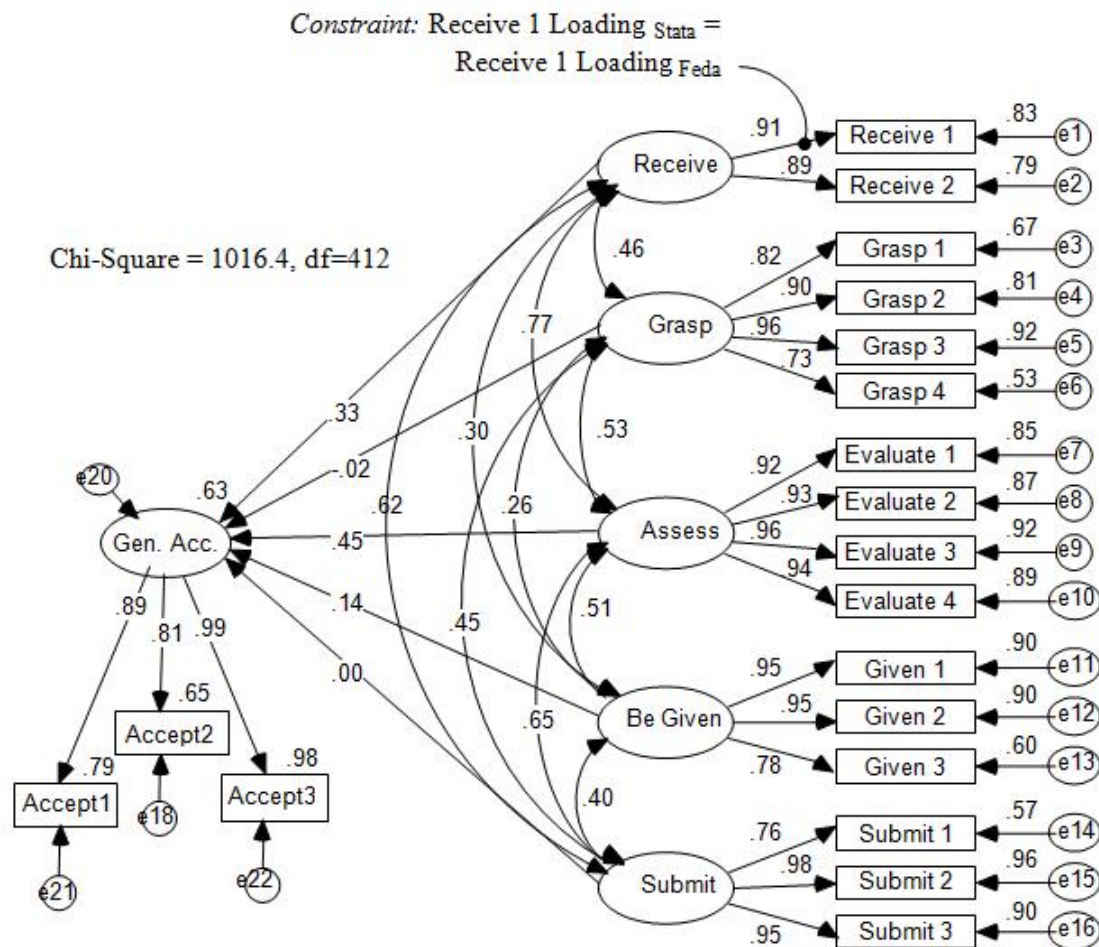 Constraint: Receive 1 Loading Stata =
Receive 1 Loading Feda
Chi-Square = 1016.4, df=412
Receive
.91
Receive 1
.83
e1
.89
Receive 2
.79
e2
.46
Grasp
.82
Grasp 1
.67
e3
.90
Grasp 2
.81
e4
.96
Grasp 3
.92
e5
.73
Grasp 4
.53
e6
.77
.33
-.02
.30
.53
.62
.26
.45
Assess
.92
Evaluate 1
.85
e7
.93
Evaluate 2
.87
e8
.96
Evaluate 3
.92
e9
.94
Evaluate 4
.89
e10
e20
.63
Gen. Acc.
.14
.45
.51
.00
.65
Be Given
.95
Given 1
.90
e11
.95
Given 2
.90
e12
.78
Given 3
.60
e13
.40
Submit
.76
Submit 1
.57
e14
.98
Submit 2
.96
e15
.95
Submit 3
.90
e16
.89
.81
.99
.65
Accept2
.79
Accept1
.98
Accept3
e18
e21
e22